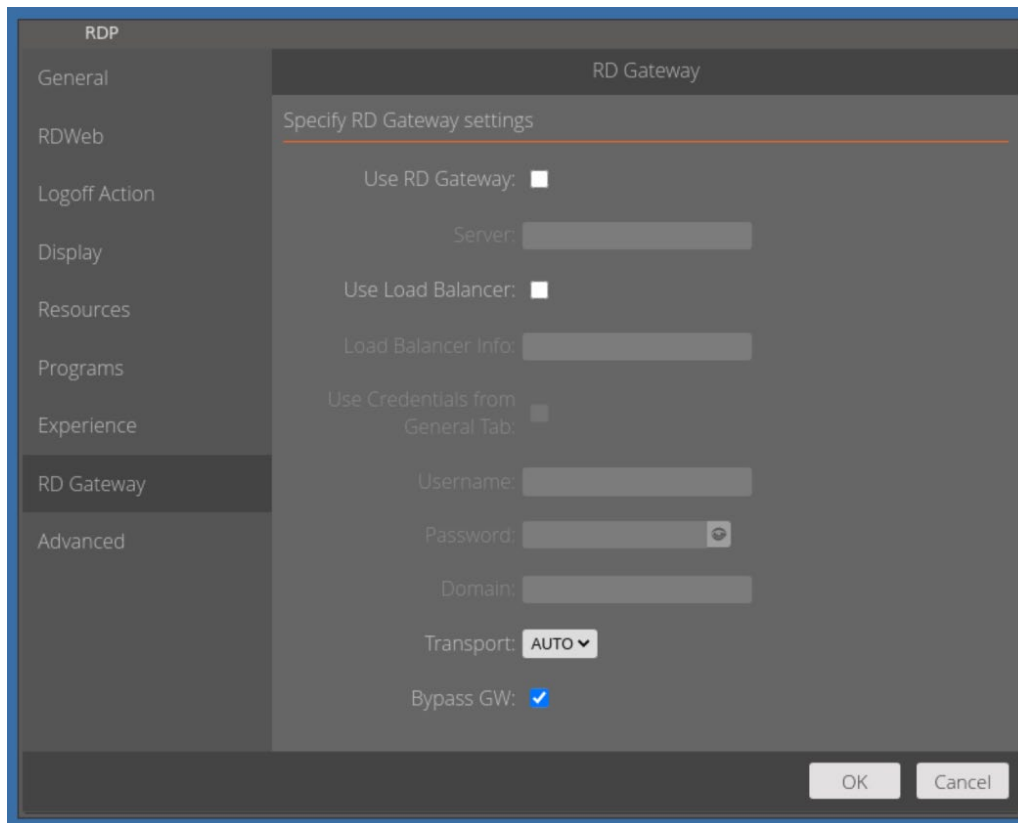 RDP
General
RDWeb
Logoff Action
Display
Resources
Programs
Experience
RD Gateway
Advanced
RD Gateway
Specify RD Gateway settings
Use RD Gateway:
Server:
Use Load Balancer:
Load Balancer Info:
Use Credentials from
General Tab:
Username:
Password:
Domain:
Transport: AUTO
Bypass GW:
OK Cancel